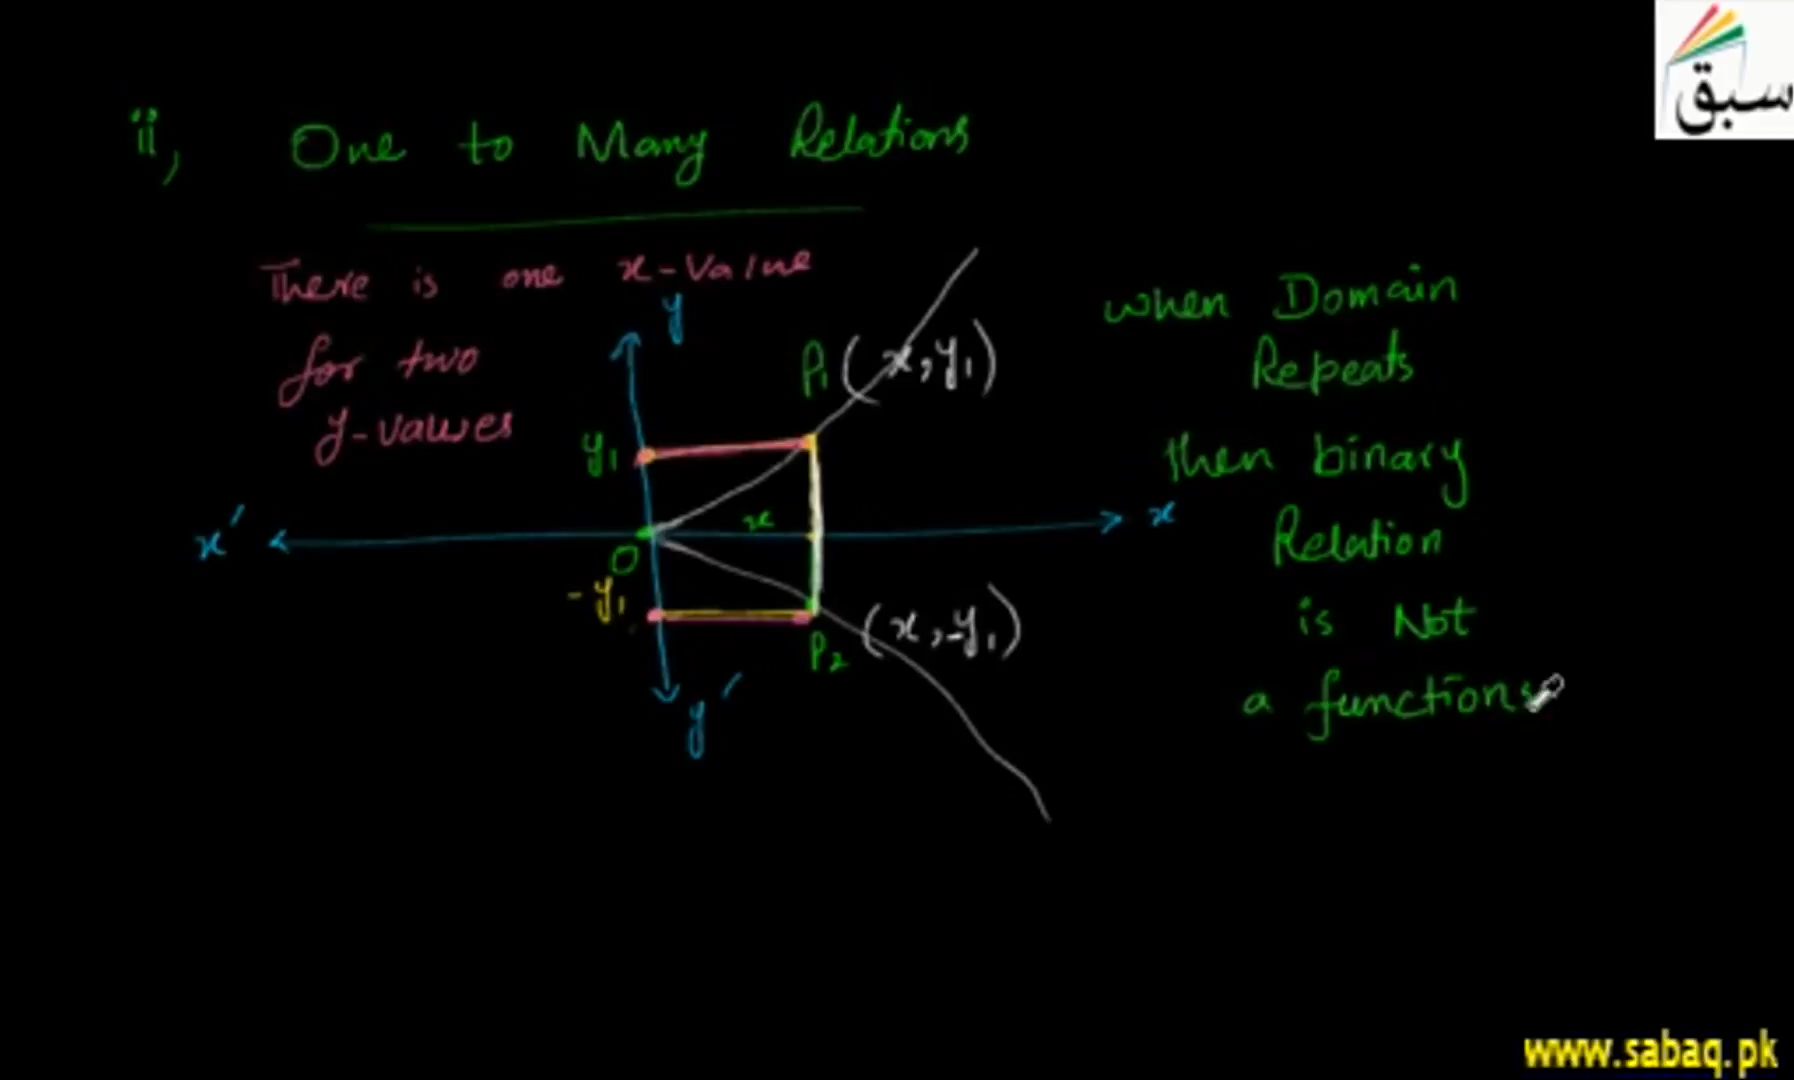 سبق
ii, One to Many Relations
There is one x-Value
for two
y-values
y
P₁ (x, y₁)
y₁
x
x′
x
O
-y₁
P₂ (x, -y₁)
y′
when Domain
Repeats
then binary
Relation
is Not
a functions
www.sabaq.pk